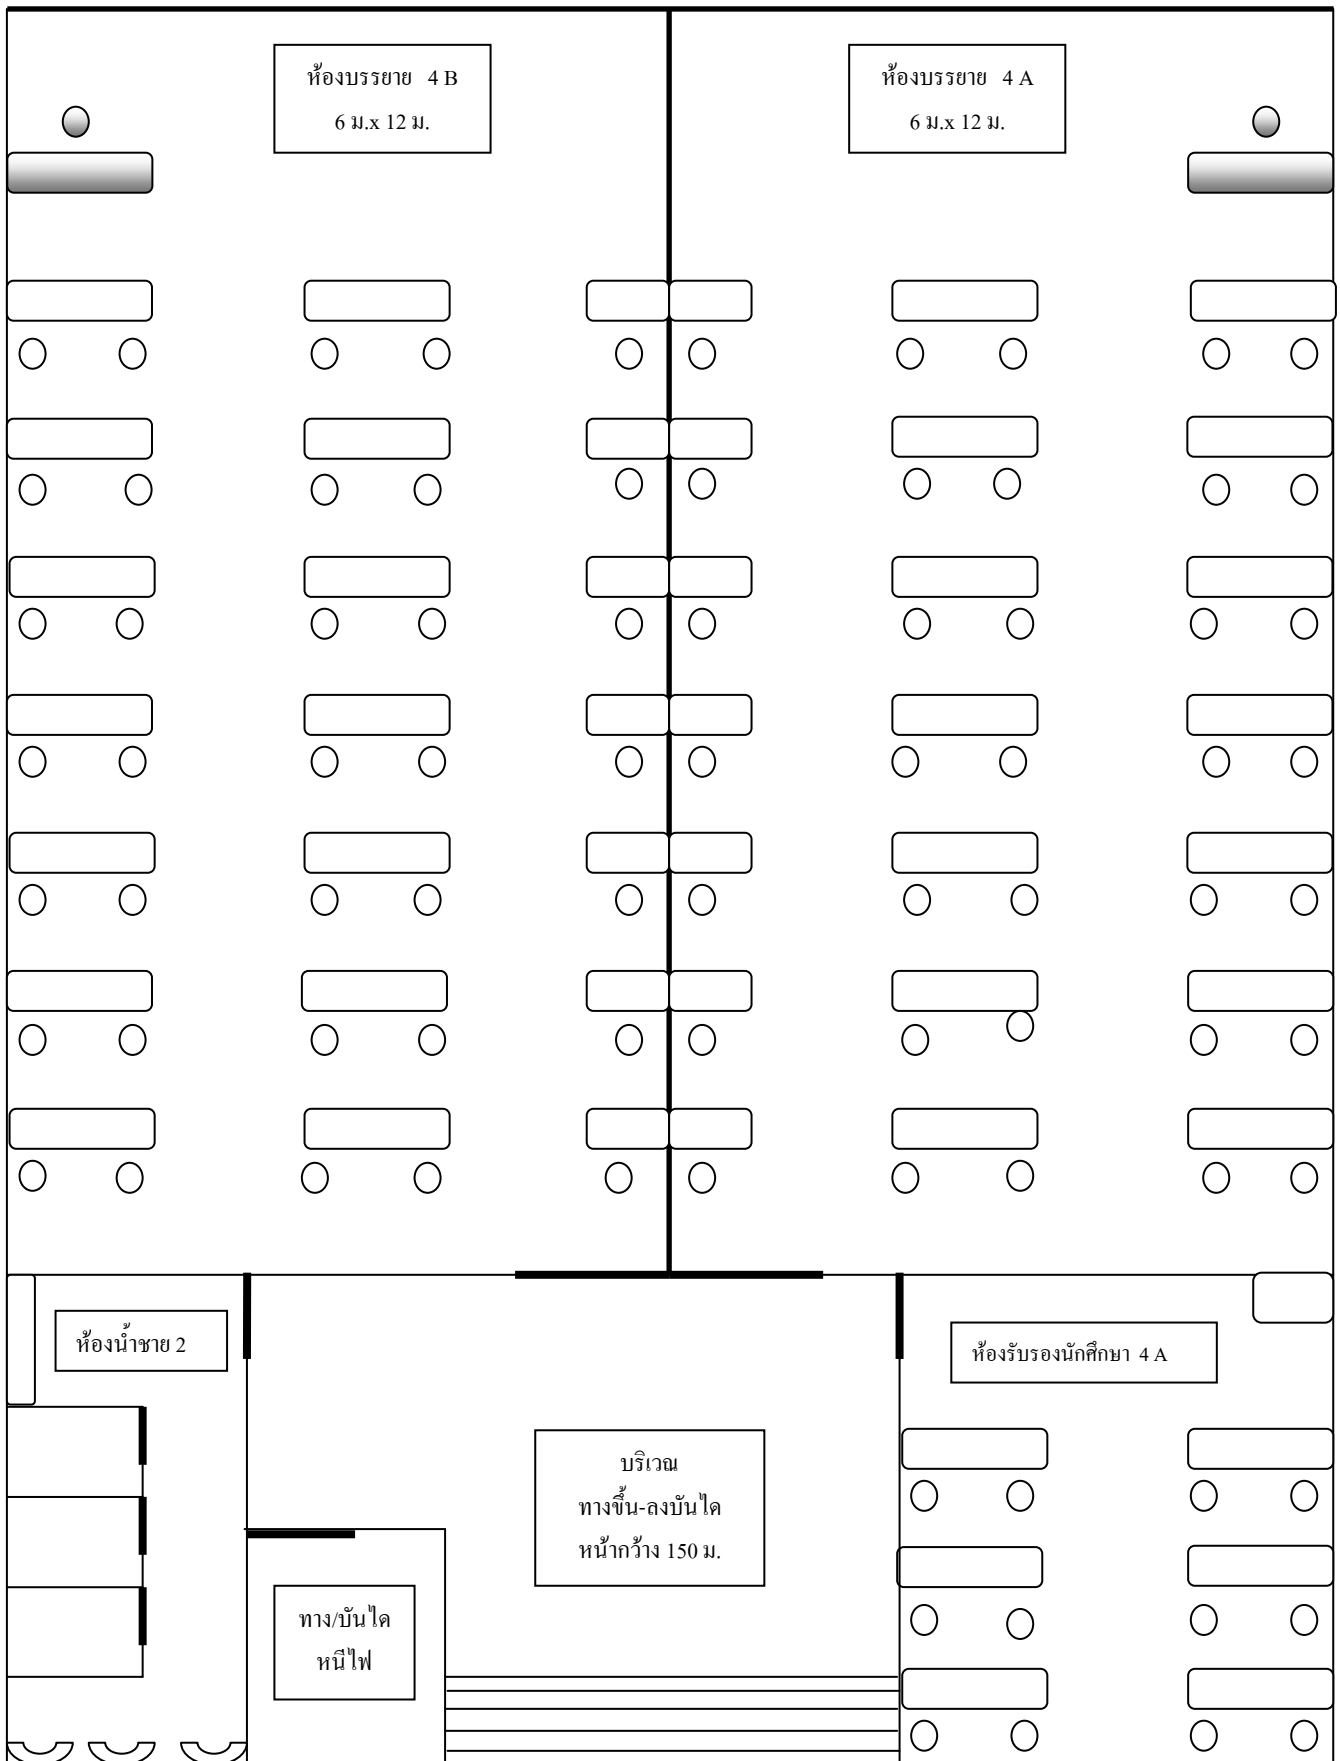 ห้องบรรยาย 4 B
6 ม.x 12 ม.
ห้องบรรยาย 4 A
6 ม.x 12 ม.
ห้องน้ำชาย 2
ห้องรับรองนักศึกษา 4 A
บริเวณ
ทางขึ้น-ลงบันได
หน้ากว้าง 150 ม.
ทาง/บันได
หนีไฟ